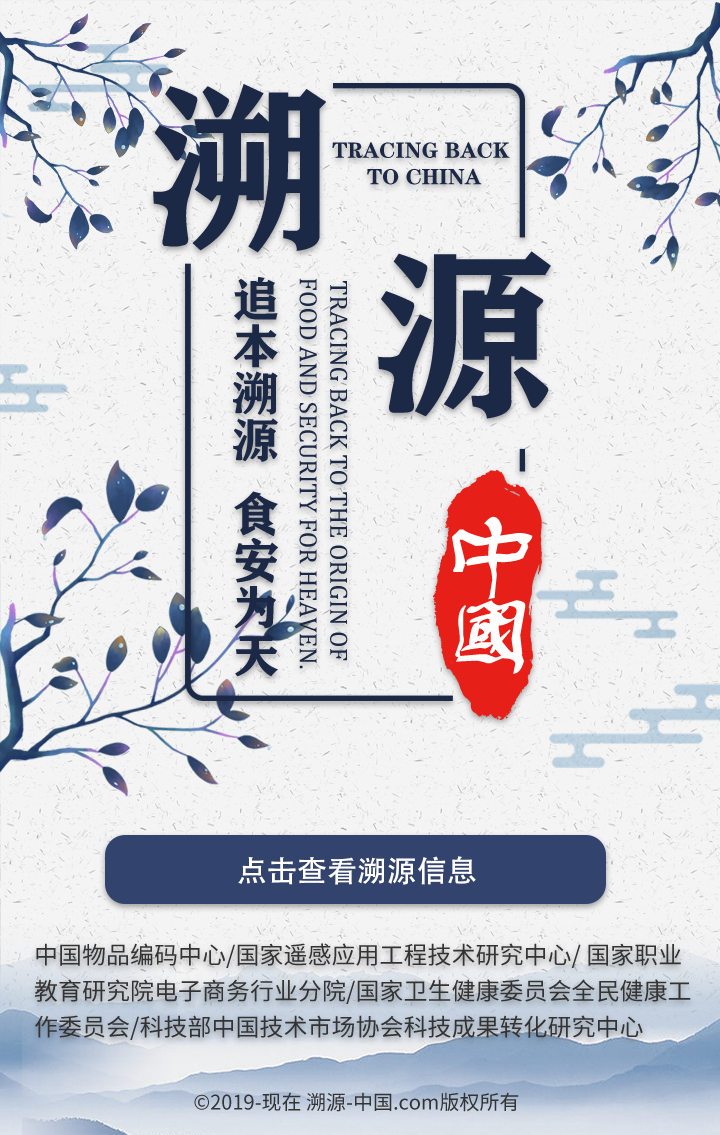 溯源
TRACING BACK
TO CHINA
中國
TRACING BACK TO THE ORIGIN OF
FOOD AND SECURITY FOR HEAVEN.
追本溯源 食安为天
点击查看溯源信息
中国物品编码中心/国家遥感应用工程技术研究中心/ 国家职业
教育研究院电子商务行业分院/国家卫生健康委员会全民健康工
作委员会/科技部中国技术市场协会科技成果转化研究中心
©2019-现在 溯源-中国.com版权所有